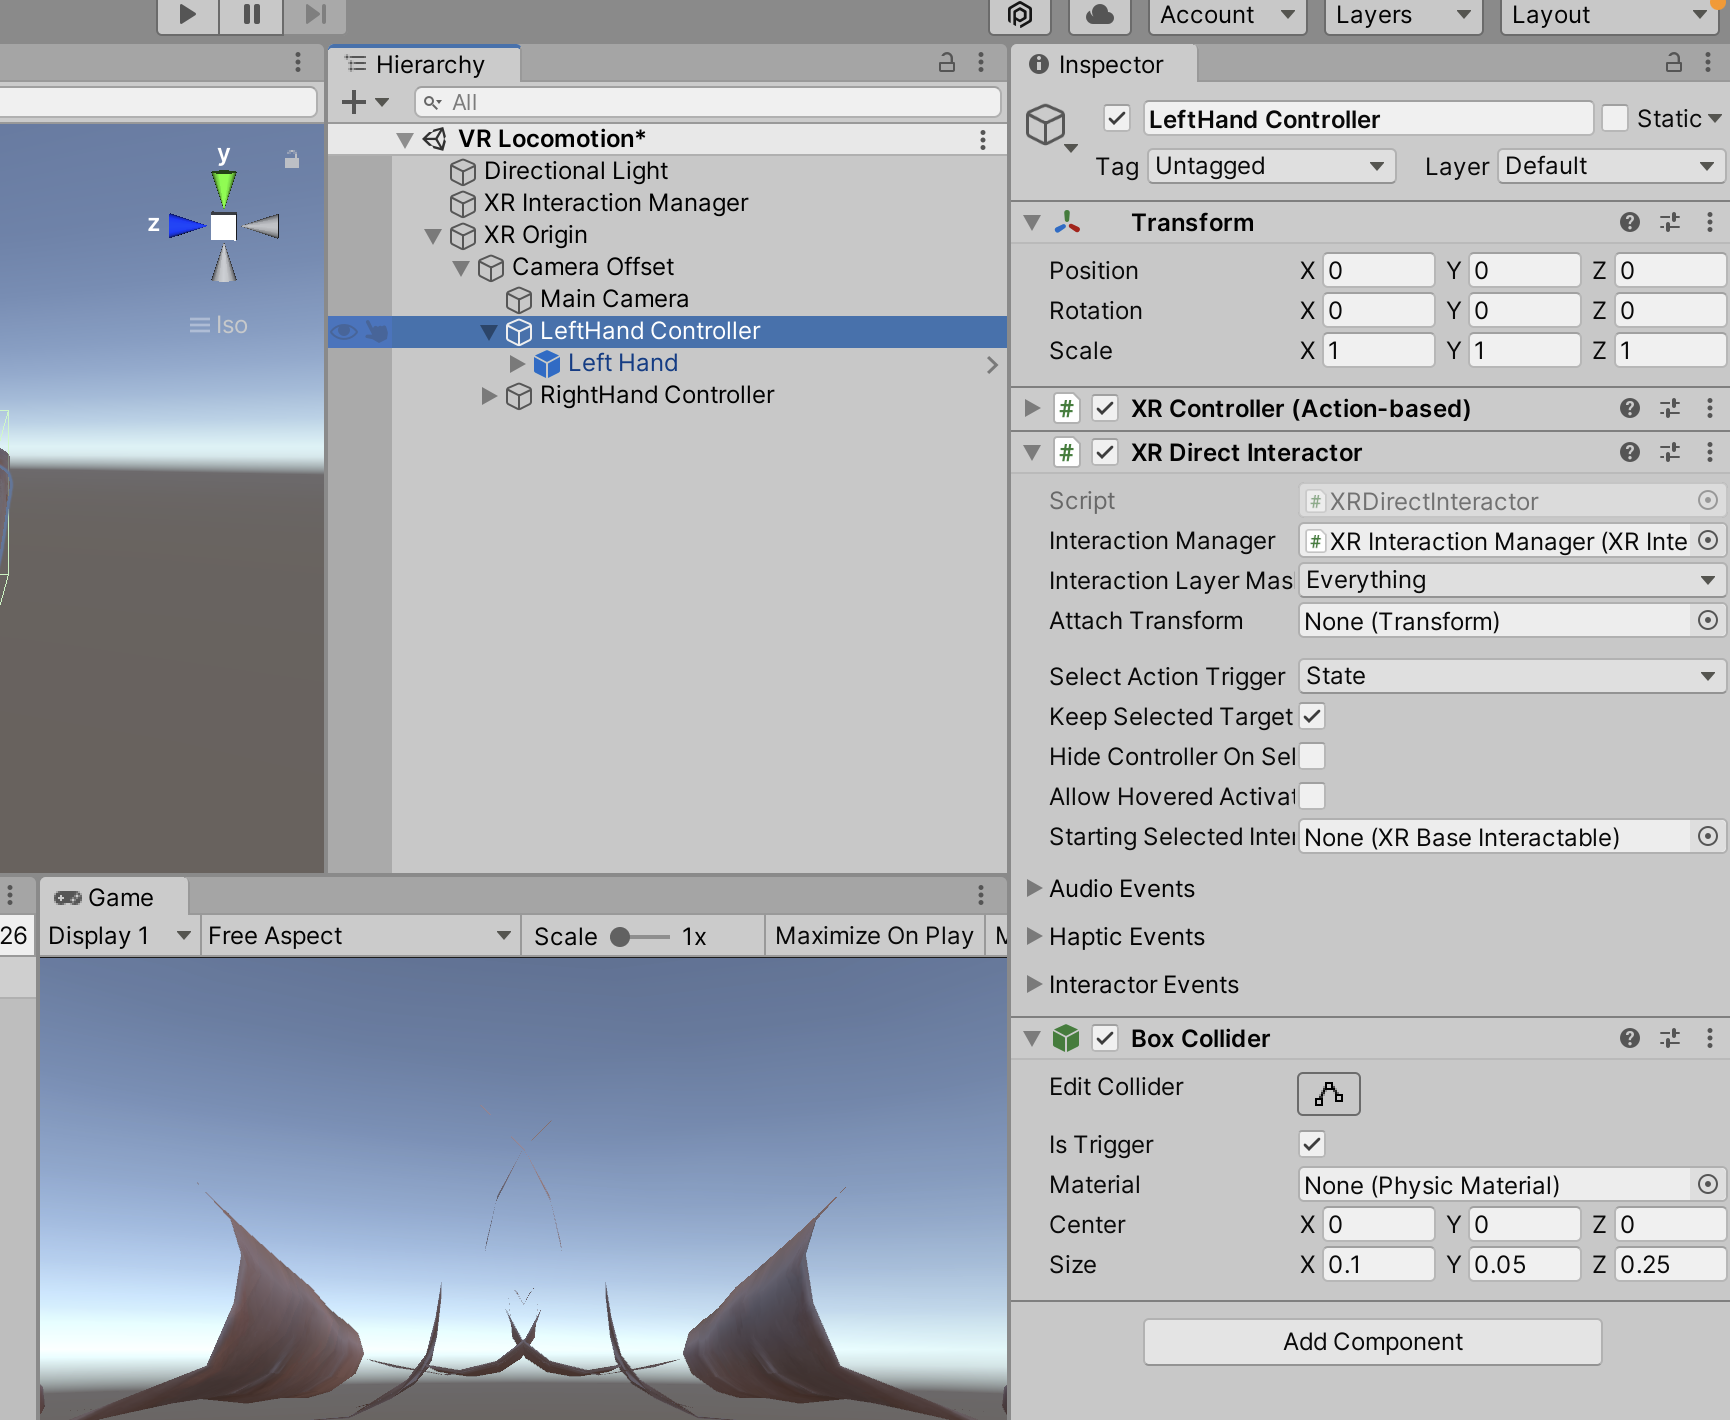 Account
Layers
Layout
Hierarchy
All
VR Locomotion*
Directional Light
XR Interaction Manager
XR Origin
Camera Offset
Main Camera
LeftHand Controller
Left Hand
RightHand Controller
y
z
Iso
Inspector
LeftHand Controller
Static
Tag Untagged Layer Default
Transform
Position X 0 Y 0 Z 0
Rotation X 0 Y 0 Z 0
Scale X 1 Y 1 Z 1
# XR Controller (Action-based)
# XR Direct Interactor
Script # XRDirectInteractor
Interaction Manager # XR Interaction Manager (XR Inte
Interaction Layer Mas Everything
Attach Transform None (Transform)
Select Action Trigger State
Keep Selected Target
Hide Controller On Sel
Allow Hovered Activat
Starting Selected Inter None (XR Base Interactable)
Audio Events
Haptic Events
Interactor Events
Box Collider
Edit Collider
Is Trigger
Material None (Physic Material)
Center X 0 Y 0 Z 0
Size X 0.1 Y 0.05 Z 0.25
Add Component
Game
26 Display 1 Free Aspect Scale 1x Maximize On Play M